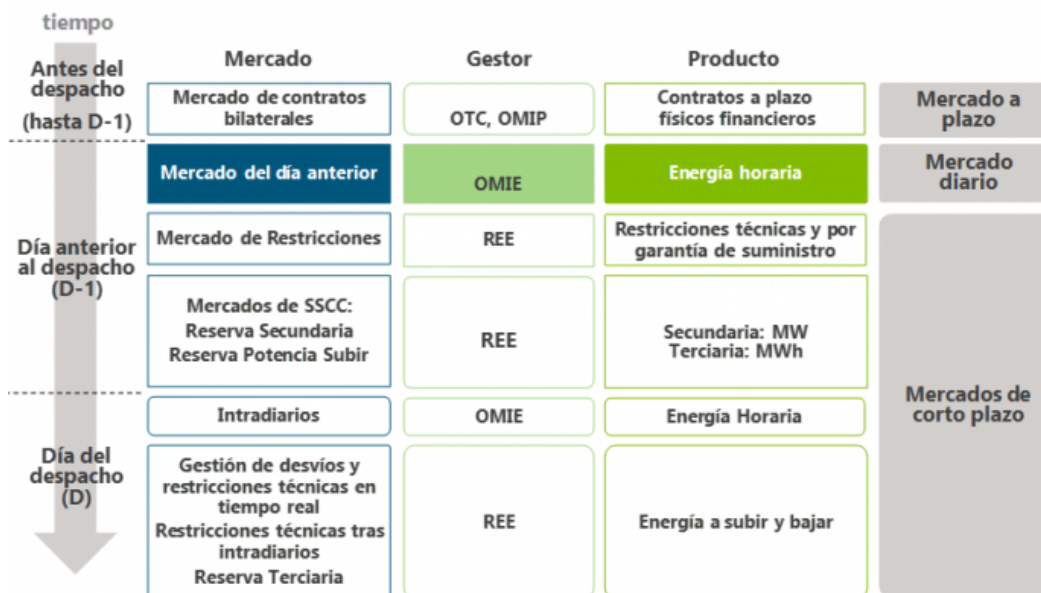 tiempo
Mercado
Gestor
Producto
Antes del
despacho
(hasta D-1)
Mercado de contratos
bilaterales
OTC, OMIP
Contratos a plazo
físicos financieros
Mercado a
plazo
Mercado del día anterior
OMIE
Energía horaria
Mercado
diario
Día anterior
al despacho
(D-1)
Mercado de Restricciones
REE
Restricciones técnicas y por
garantía de suministro
Mercados de SSCC:
Reserva Secundaria
Reserva Potencia Subir
REE
Secundaria: MW
Terciaria: MWh
Mercados de
corto plazo
Intradiarios
OMIE
Energía Horaria
Día del
despacho
(D)
Gestión de desvíos y
restricciones técnicas en
tiempo real
Restricciones técnicas tras
intradiarios
Reserva Terciaria
REE
Energía a subir y bajar